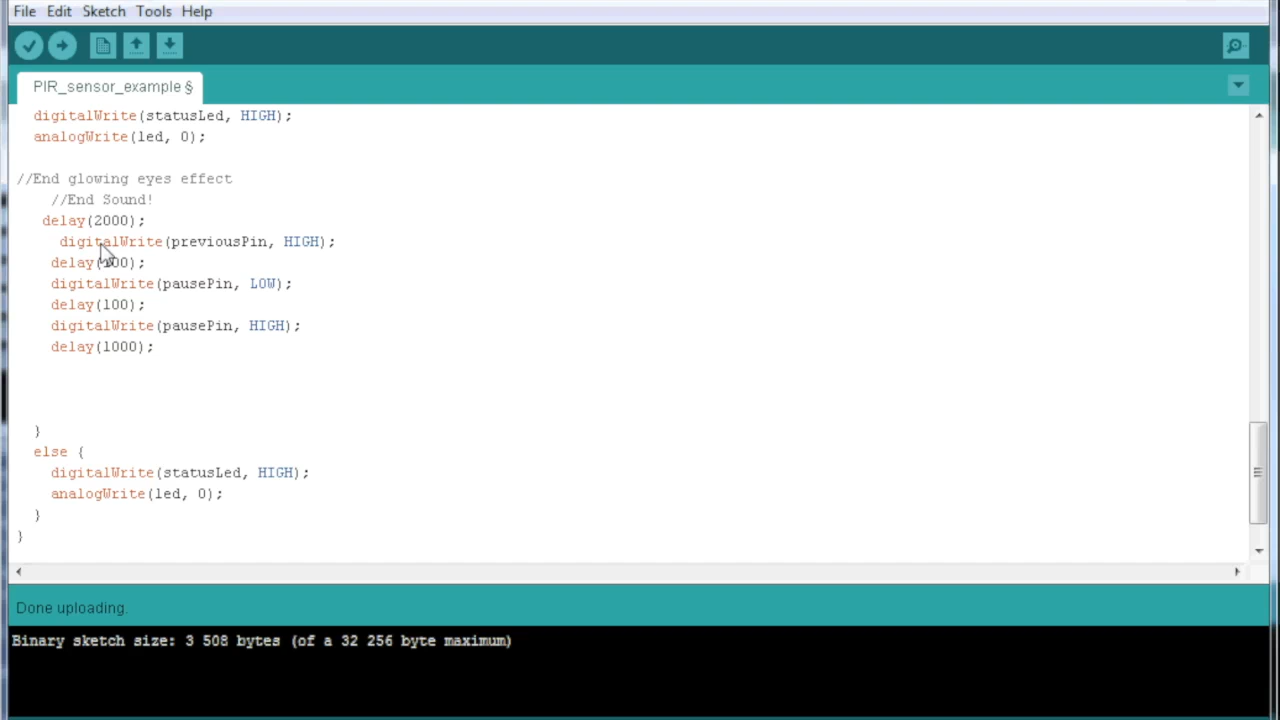 File Edit Sketch Tools Help
PIR_sensor_example §
digitalWrite(statusLed, HIGH);
analogWrite(led, 0);
//End glowing eyes effect
//End Sound!
delay(2000);
digitalWrite(previousPin, HIGH);
delay(100);
digitalWrite(pausePin, LOW);
delay(100);
digitalWrite(pausePin, HIGH);
delay(1000);
}
else {
digitalWrite(statusLed, HIGH);
analogWrite(led, 0);
}
}
Done uploading.
Binary sketch size: 3 508 bytes (of a 32 256 byte maximum)